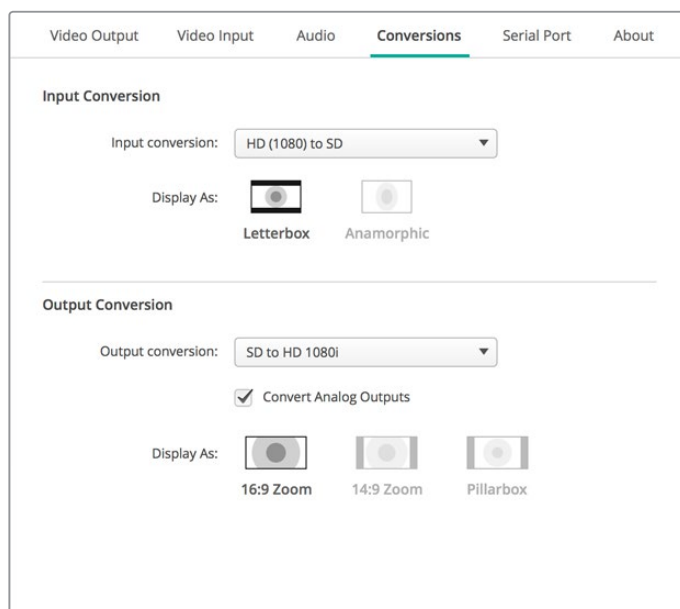 Video Output Video Input Audio Conversions Serial Port About
Input Conversion
Input conversion: HD (1080) to SD
Display As:
Letterbox Anamorphic
Output Conversion
Output conversion: SD to HD 1080i
Convert Analog Outputs
Display As:
16:9 Zoom 14:9 Zoom Pillarbox